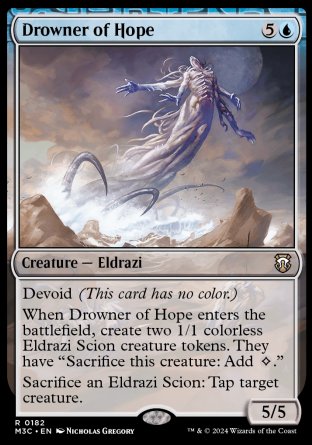 Drowner of Hope 5
Creature — Eldrazi
Devoid (This card has no color.)
When Drowner of Hope enters the
battlefield, create two 1/1 colorless
Eldrazi Scion creature tokens. They
have “Sacrifice this creature: Add ◇.”
Sacrifice an Eldrazi Scion: Tap target
creature.
5/5
R 0182
M3C • EN Nicholas Gregory ™ & © 2024 Wizards of the Coast